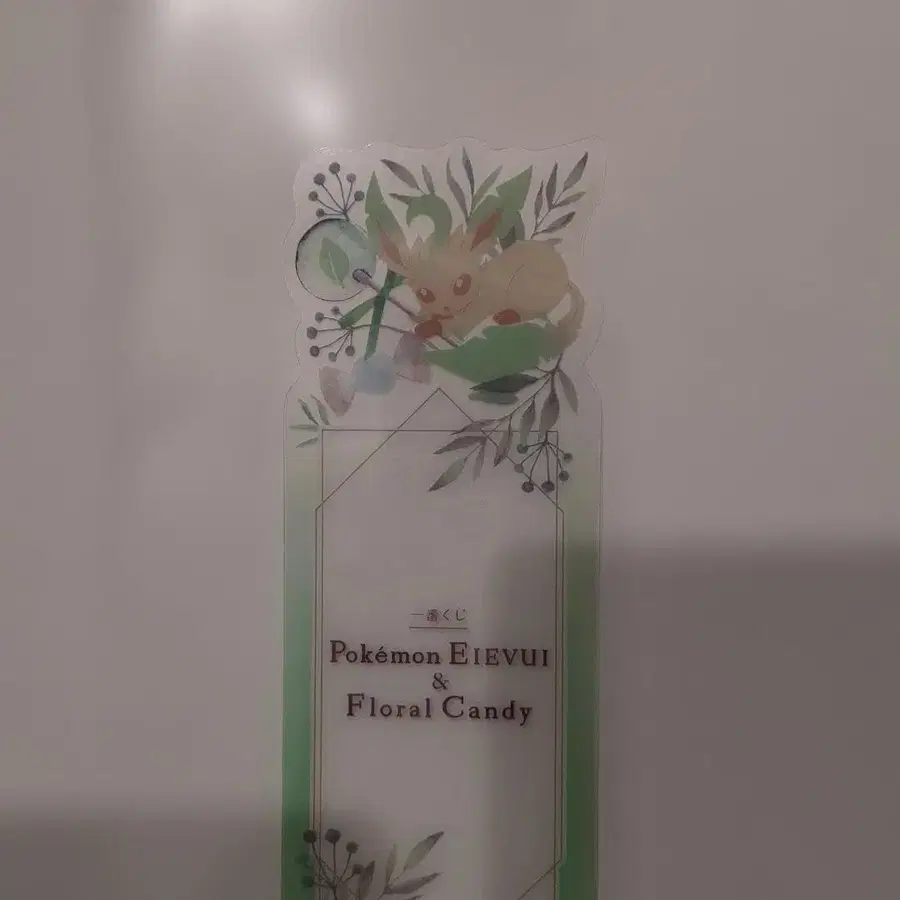 一番くじ
Pokémon EIEVUI
&
Floral Candy